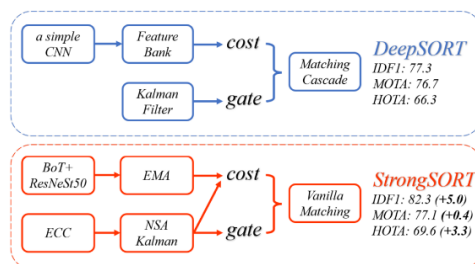 a simple
CNN
Feature
Bank
cost
Kalman
Filter
gate
Matching
Cascade
DeepSORT
IDF1: 77.3
MOTA: 76.7
HOTA: 66.3
BoT+
ResNeSt50
EMA
cost
ECC
NSA
Kalman
gate
Vanilla
Matching
StrongSORT
IDF1: 82.3 (+5.0)
MOTA: 77.1 (+0.4)
HOTA: 69.6 (+3.3)